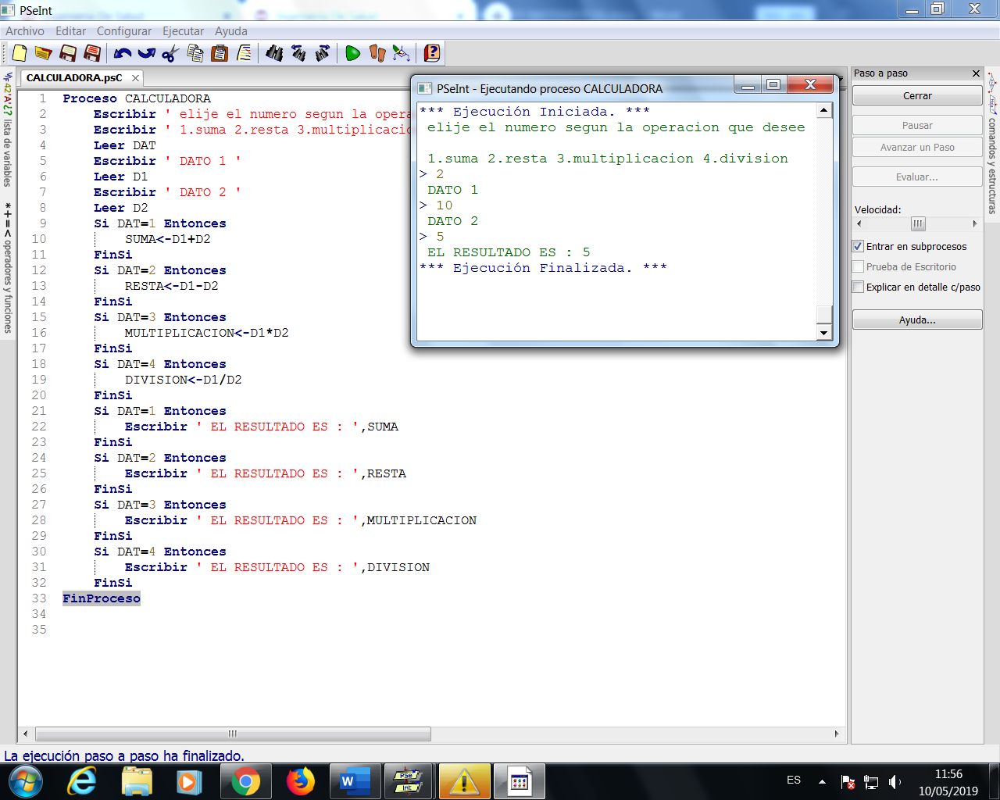 PSeInt
Archivo Editar Configurar Ejecutar Ayuda
CALCULADORA.psC
1 Proceso CALCULADORA
2 Escribir ' elije el numero segun la opera
3 Escribir ' 1.suma 2.resta 3.multiplicacio
4 Leer DAT
5 Escribir ' DATO 1 '
6 Leer D1
7 Escribir ' DATO 2 '
8 Leer D2
9 Si DAT=1 Entonces
10 SUMA<-D1+D2
11 FinSi
12 Si DAT=2 Entonces
13 RESTA<-D1-D2
14 FinSi
15 Si DAT=3 Entonces
16 MULTIPLICACION<-D1*D2
17 FinSi
18 Si DAT=4 Entonces
19 DIVISION<-D1/D2
20 FinSi
21 Si DAT=1 Entonces
22 Escribir ' EL RESULTADO ES : ',SUMA
23 FinSi
24 Si DAT=2 Entonces
25 Escribir ' EL RESULTADO ES : ',RESTA
26 FinSi
27 Si DAT=3 Entonces
28 Escribir ' EL RESULTADO ES : ',MULTIPLICACION
29 FinSi
30 Si DAT=4 Entonces
31 Escribir ' EL RESULTADO ES : ',DIVISION
32 FinSi
33 FinProceso
34
35
PSeInt - Ejecutando proceso CALCULADORA
*** Ejecución Iniciada. ***
elije el numero segun la operacion que desee
1.suma 2.resta 3.multiplicacion 4.division
> 2
DATO 1
> 10
DATO 2
> 5
EL RESULTADO ES : 5
*** Ejecución Finalizada. ***
Paso a paso
Cerrar
Pausar
Avanzar un Paso
Evaluar...
Velocidad:
Entrar en subprocesos
Prueba de Escritorio
Explicar en detalle c/paso
Ayuda...
lista de variables
*+=< operadores y funciones
comandos y estructuras
La ejecución paso a paso ha finalizado.
PSe
Int
ES
11:56
10/05/2019